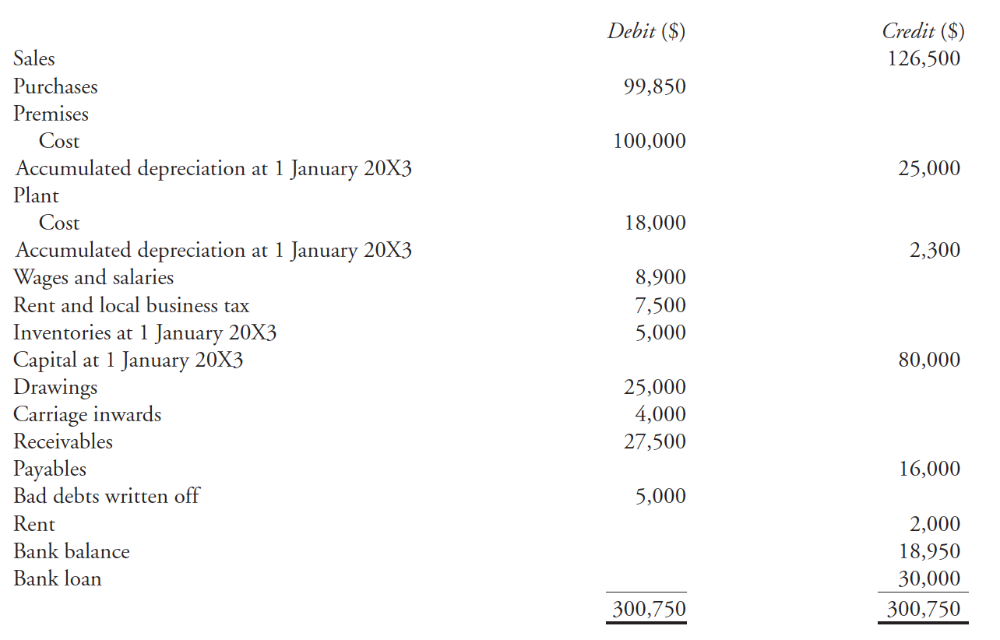 Debit ($) Credit ($)
Sales 126,500
Purchases 99,850
Premises
Cost 100,000
Accumulated depreciation at 1 January 20X3 25,000
Plant
Cost 18,000
Accumulated depreciation at 1 January 20X3 2,300
Wages and salaries 8,900
Rent and local business tax 7,500
Inventories at 1 January 20X3 5,000
Capital at 1 January 20X3 80,000
Drawings 25,000
Carriage inwards 4,000
Receivables 27,500
Payables 16,000
Bad debts written off 5,000
Rent 2,000
Bank balance 18,950
Bank loan 30,000
300,750 300,750